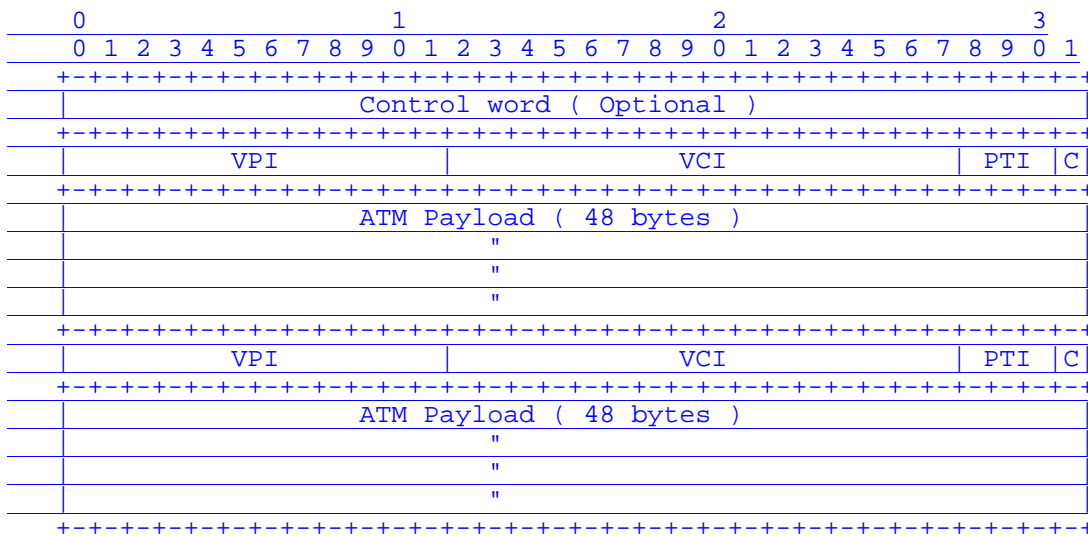 0                   1                   2                   3
0 1 2 3 4 5 6 7 8 9 0 1 2 3 4 5 6 7 8 9 0 1 2 3 4 5 6 7 8 9 0 1
+-+-+-+-+-+-+-+-+-+-+-+-+-+-+-+-+-+-+-+-+-+-+-+-+-+-+-+-+-+-+-+-+
|                  Control word ( Optional )                    |
+-+-+-+-+-+-+-+-+-+-+-+-+-+-+-+-+-+-+-+-+-+-+-+-+-+-+-+-+-+-+-+-+
|          VPI          |              VCI              | PTI |C|
+-+-+-+-+-+-+-+-+-+-+-+-+-+-+-+-+-+-+-+-+-+-+-+-+-+-+-+-+-+-+-+-+
|                  ATM Payload ( 48 bytes )                     |
|                          "                                    |
|                          "                                    |
|                          "                                    |
+-+-+-+-+-+-+-+-+-+-+-+-+-+-+-+-+-+-+-+-+-+-+-+-+-+-+-+-+-+-+-+-+
|          VPI          |              VCI              | PTI |C|
+-+-+-+-+-+-+-+-+-+-+-+-+-+-+-+-+-+-+-+-+-+-+-+-+-+-+-+-+-+-+-+-+
|                  ATM Payload ( 48 bytes )                     |
|                          "                                    |
|                          "                                    |
|                          "                                    |
+-+-+-+-+-+-+-+-+-+-+-+-+-+-+-+-+-+-+-+-+-+-+-+-+-+-+-+-+-+-+-+-+